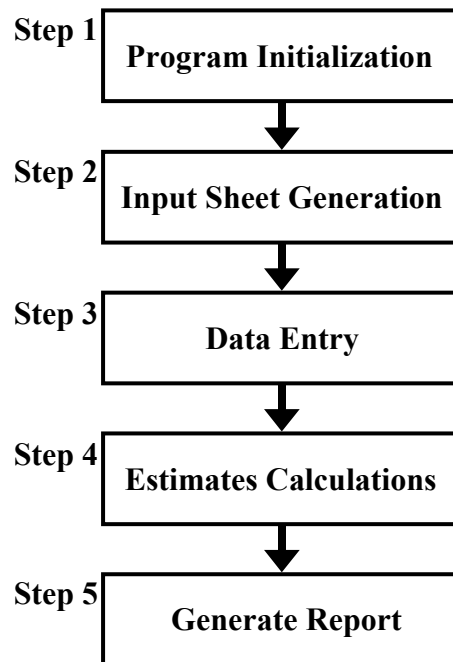 Step 1
Program Initialization
Step 2
Input Sheet Generation
Step 3
Data Entry
Step 4
Estimates Calculations
Step 5
Generate Report